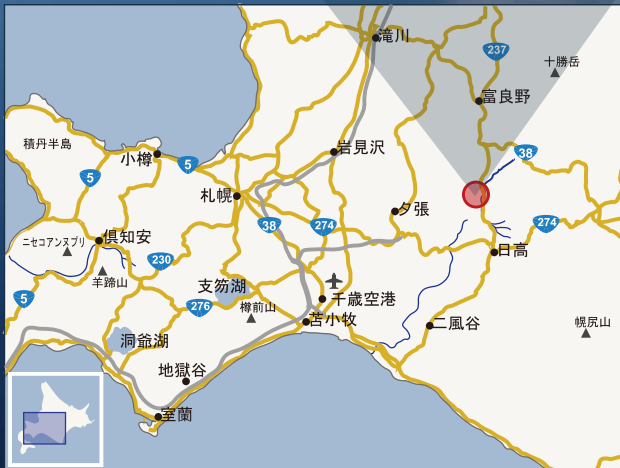 滝川
237
十勝岳
富良野
積丹半島
小樽
5
岩見沢
38
5
札幌
夕張
38
274
274
ニセコアンヌプリ
倶知安
日高
230
羊蹄山
支笏湖
5
276
樽前山
千歳空港
苫小牧
二風谷
幌尻山
洞爺湖
地獄谷
室蘭